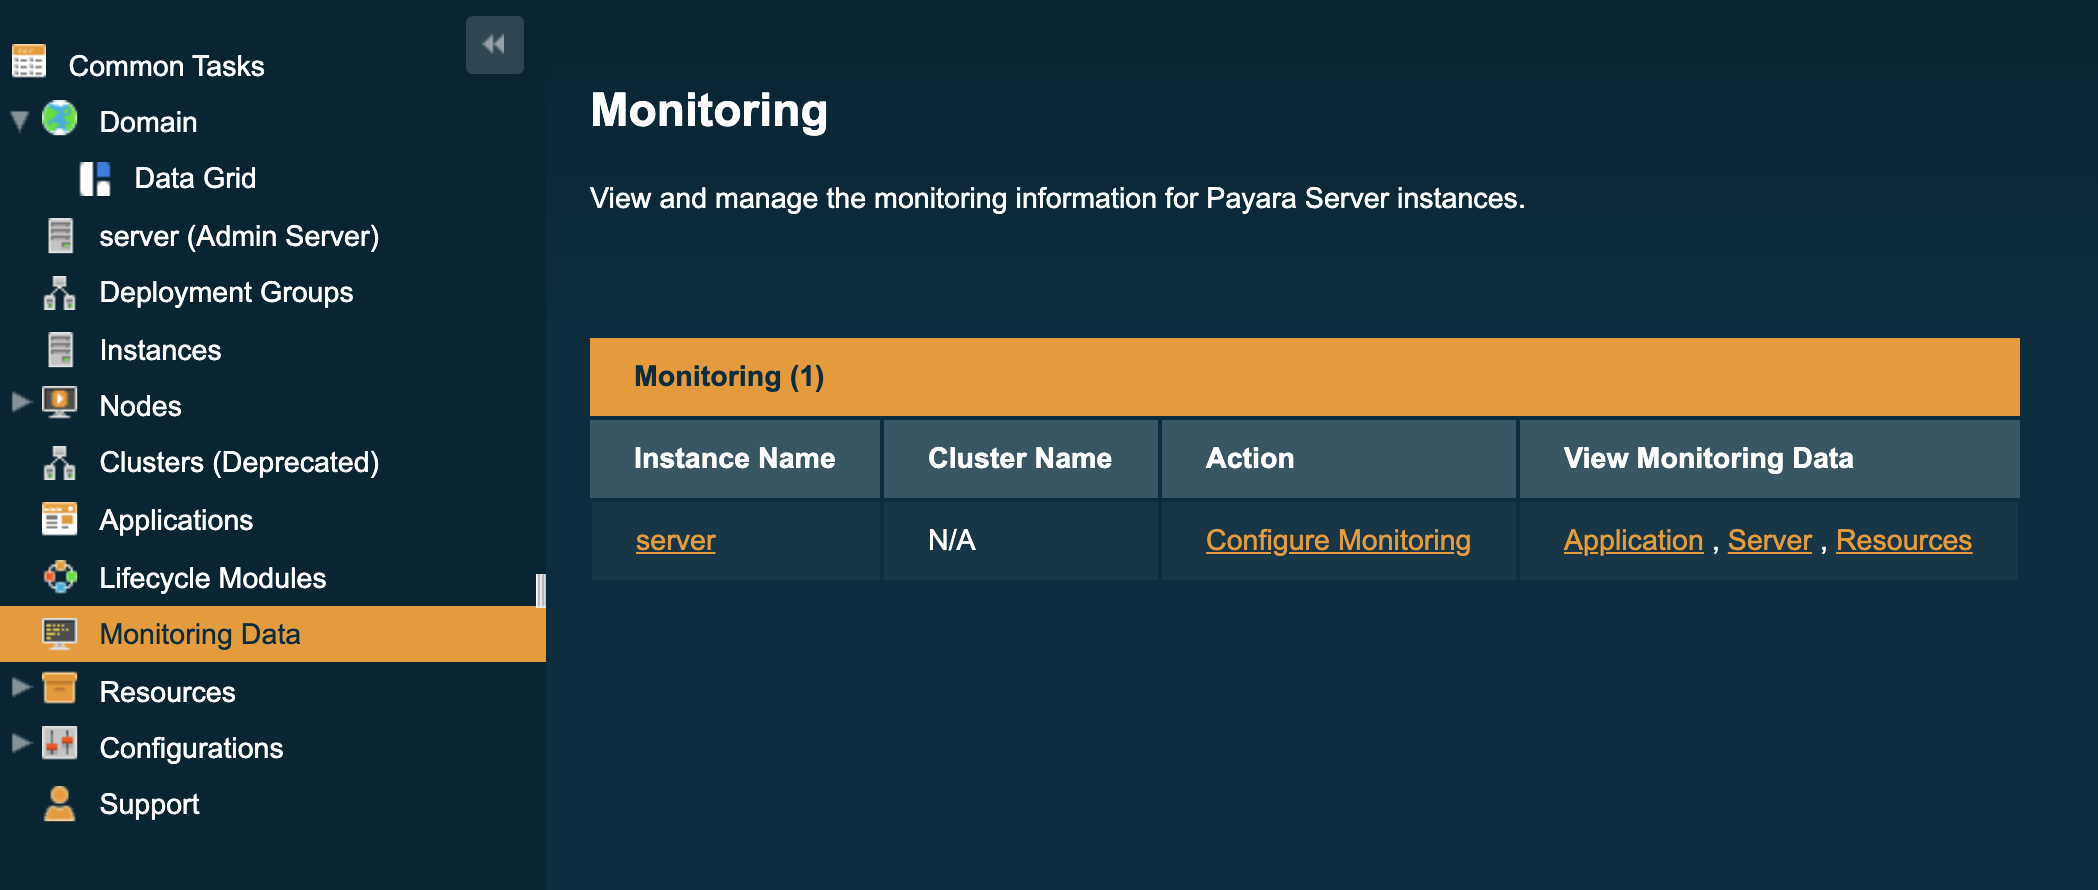 Common Tasks
Domain
Data Grid
server (Admin Server)
Deployment Groups
Instances
Nodes
Clusters (Deprecated)
Applications
Lifecycle Modules
Monitoring Data
Resources
Configurations
Support
Monitoring
View and manage the monitoring information for Payara Server instances.
Monitoring (1)
Instance Name Cluster Name Action View Monitoring Data
server N/A Configure Monitoring Application , Server , Resources